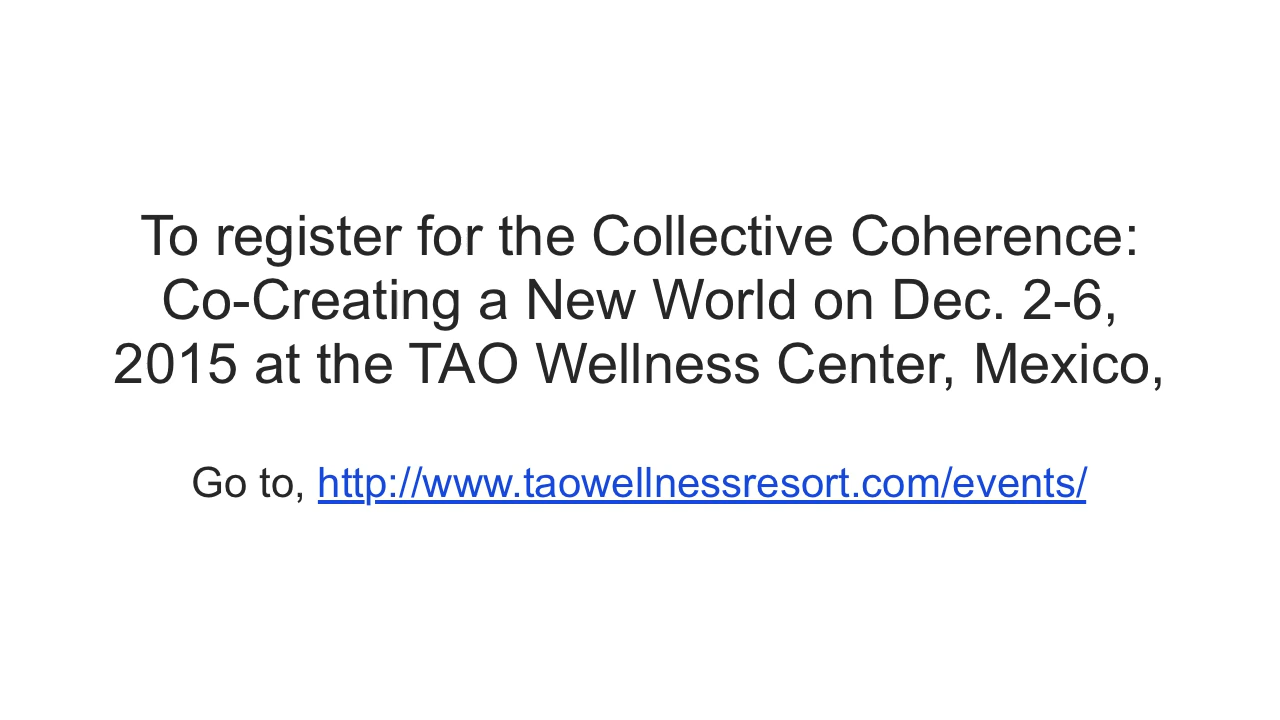 To register for the Collective Coherence:
Co-Creating a New World on Dec. 2-6,
2015 at the TAO Wellness Center, Mexico,
Go to, http://www.taowellnessresort.com/events/